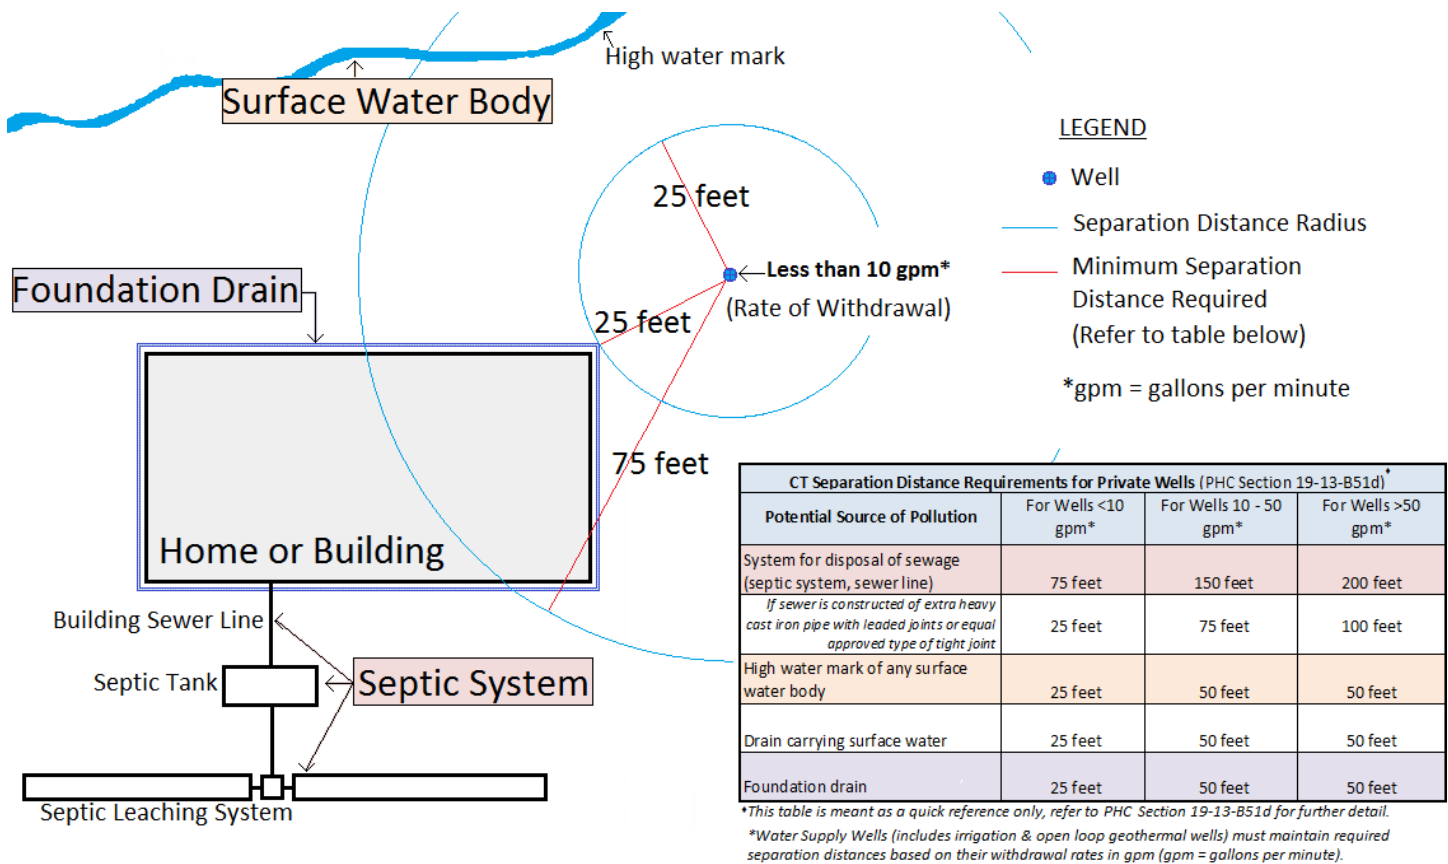 High water mark
Surface Water Body
LEGEND
Well
Separation Distance Radius
Minimum Separation
Distance Required
(Refer to table below)
*gpm = gallons per minute
25 feet
Less than 10 gpm*
(Rate of Withdrawal)
Foundation Drain
25 feet
75 feet
Home or Building
Building Sewer Line
Septic Tank
Septic System
Septic Leaching System
CT Separation Distance Requirements for Private Wells (PHC Section 19-13-B51d)♦
Potential Source of Pollution
For Wells <10
gpm*
For Wells 10 - 50
gpm*
For Wells >50
gpm*
System for disposal of sewage
(septic system, sewer line) 75 feet 150 feet 200 feet
If sewer is constructed of extra heavy
cast iron pipe with leaded joints or equal 25 feet 75 feet 100 feet
approved type of tight joint
High water mark of any surface
water body 25 feet 50 feet 50 feet
Drain carrying surface water 25 feet 50 feet 50 feet
Foundation drain 25 feet 50 feet 50 feet
♦This table is meant as a quick reference only, refer to PHC Section 19-13-B51d for further detail.
*Water Supply Wells (includes irrigation & open loop geothermal wells) must maintain required
separation distances based on their withdrawal rates in gpm (gpm = gallons per minute).